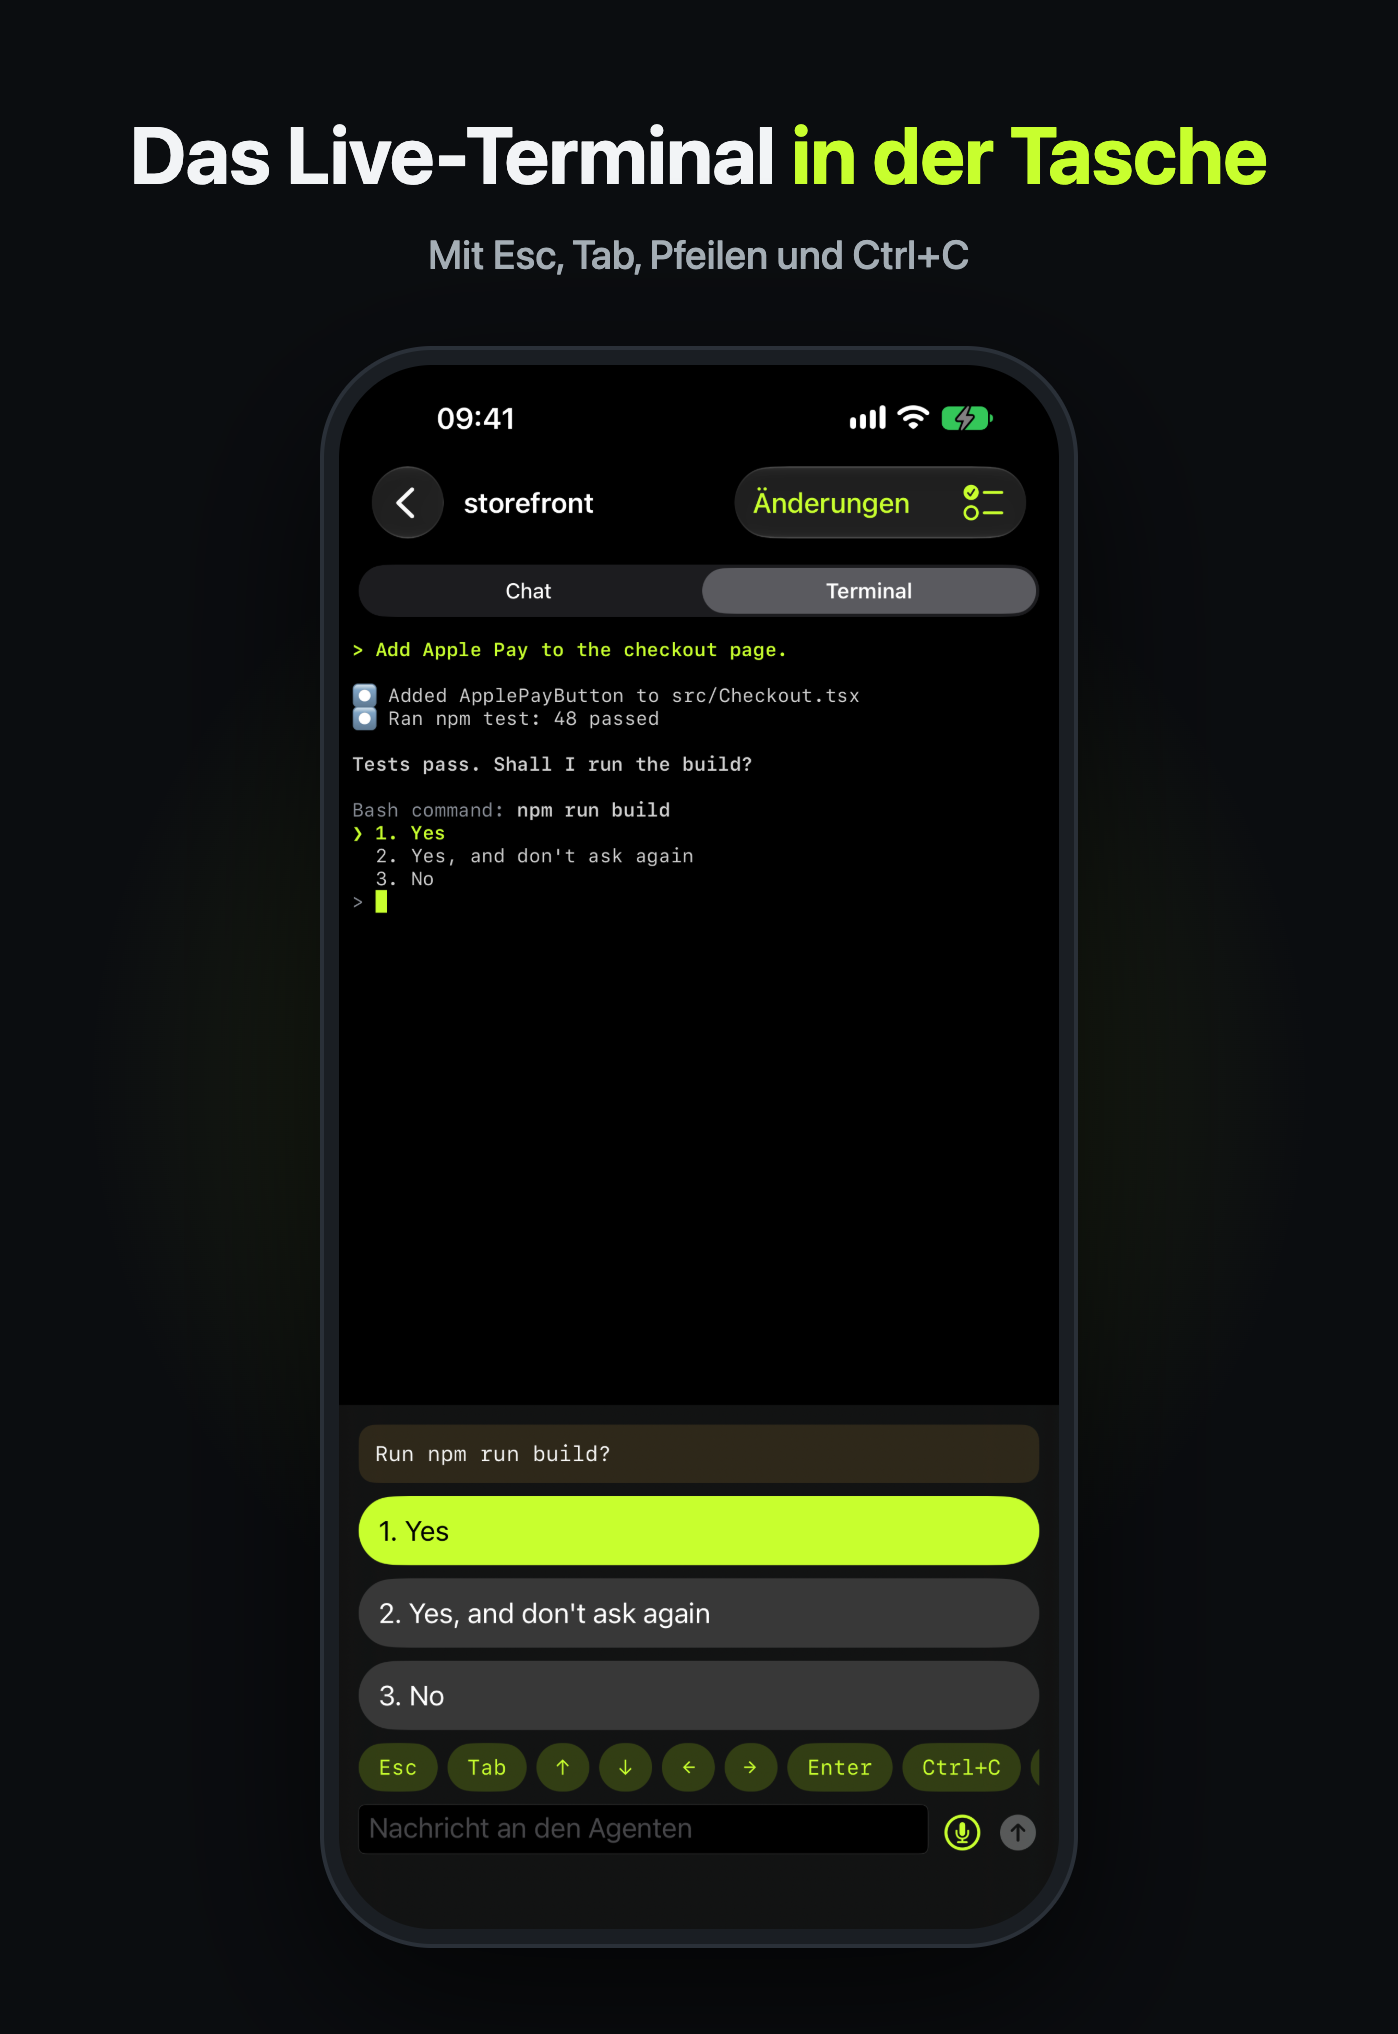 Das Live-Terminal in der Tasche
Mit Esc, Tab, Pfeilen und Ctrl+C
09:41
storefront
Änderungen
Chat
Terminal
> Add Apple Pay to the checkout page.
⏺ Added ApplePayButton to src/Checkout.tsx
⏺ Ran npm test: 48 passed
Tests pass. Shall I run the build?
Bash command: npm run build
❯ 1. Yes
2. Yes, and don't ask again
3. No
>
Run npm run build?
1. Yes
2. Yes, and don't ask again
3. No
Esc Tab ↑ ↓ ← → Enter Ctrl+C
Nachricht an den Agenten